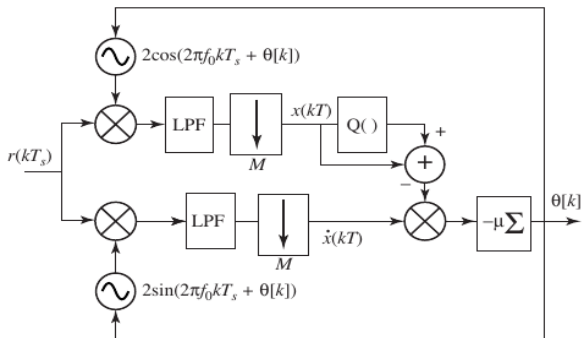 2cos(2πf₀kTₛ + θ[k])
LPF
M
x(kT)
Q( )
+
+
−
r(kTₛ)
LPF
M
ẋ(kT)
−μΣ
θ[k]
2sin(2πf₀kTₛ + θ[k])